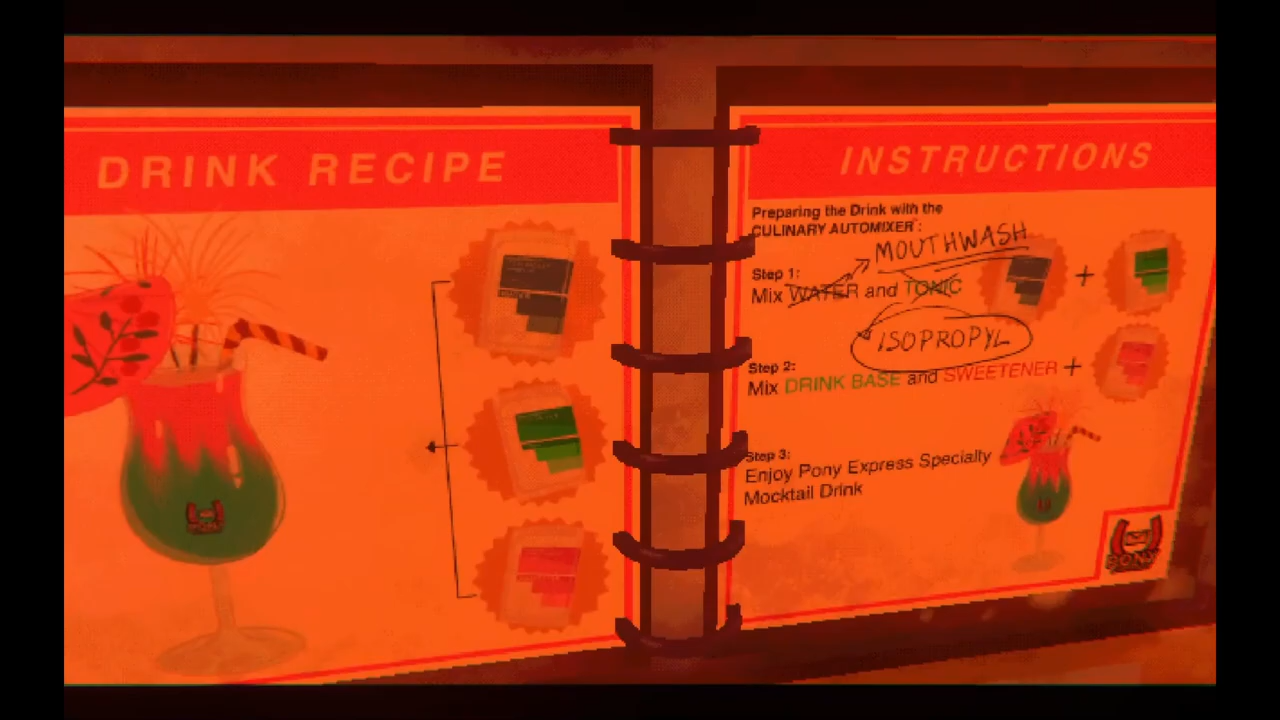 DRINK RECIPE
INSTRUCTIONS
Preparing the Drink with the
CULINARY AUTOMIXER:
MOUTHWASH
Step 1:
Mix WATER and TONIC
+
ISOPROPYL
Step 2:
Mix DRINK BASE and SWEETENER +
Step 3:
Enjoy Pony Express Specially
Mocktail Drink
PONY